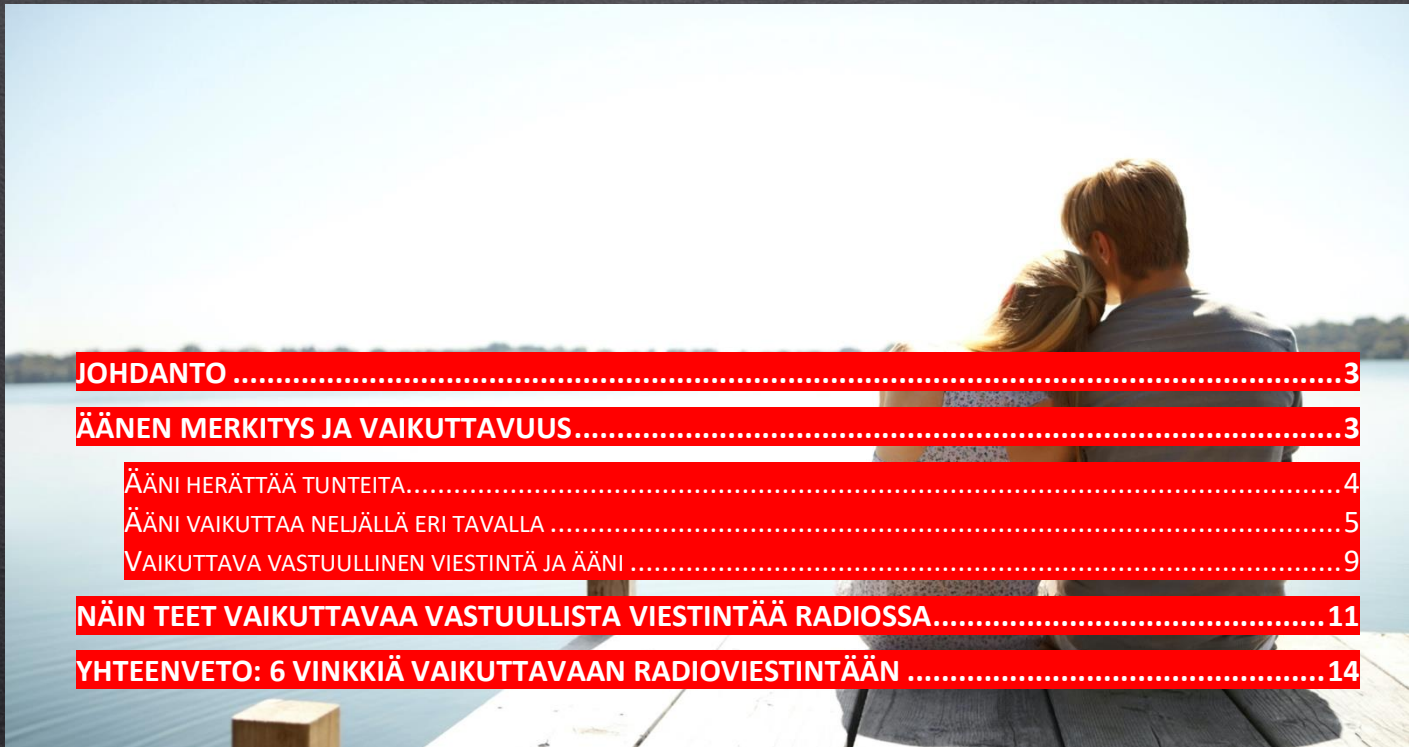 JOHDANTO ........ 3
ÄÄNEN MERKITYS JA VAIKUTTAVUUS ........ 3
ÄÄNI HERÄTTÄÄ TUNTEITA ........ 4
ÄÄNI VAIKUTTAA NELJÄLLÄ ERI TAVALLA ........ 5
VAIKUTTAVA VASTUULLINEN VIESTINTÄ JA ÄÄNI ........ 9
NÄIN TEET VAIKUTTAVAA VASTUULLISTA VIESTINTÄÄ RADIOSSA ........ 11
YHTEENVETO: 6 VINKKIÄ VAIKUTTAVAAN RADIOVIESTINTÄÄN ........ 14